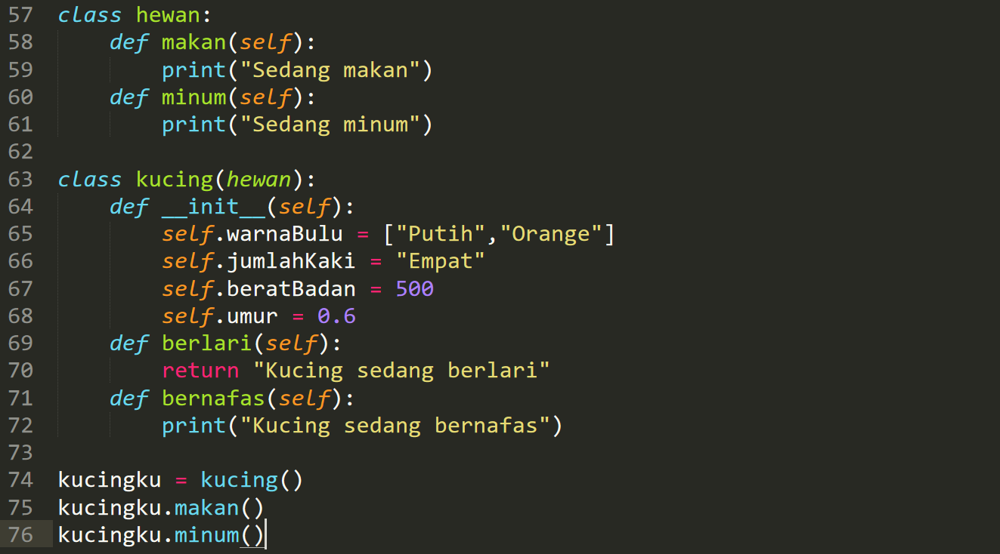 57 class hewan:
58     def makan(self):
59         print("Sedang makan")
60     def minum(self):
61         print("Sedang minum")
62
63 class kucing(hewan):
64     def __init__(self):
65         self.warnaBulu = ["Putih","Orange"]
66         self.jumlahKaki = "Empat"
67         self.beratBadan = 500
68         self.umur = 0.6
69     def berlari(self):
70         return "Kucing sedang berlari"
71     def bernafas(self):
72         print("Kucing sedang bernafas")
73
74 kucingku = kucing()
75 kucingku.makan()
76 kucingku.minum()